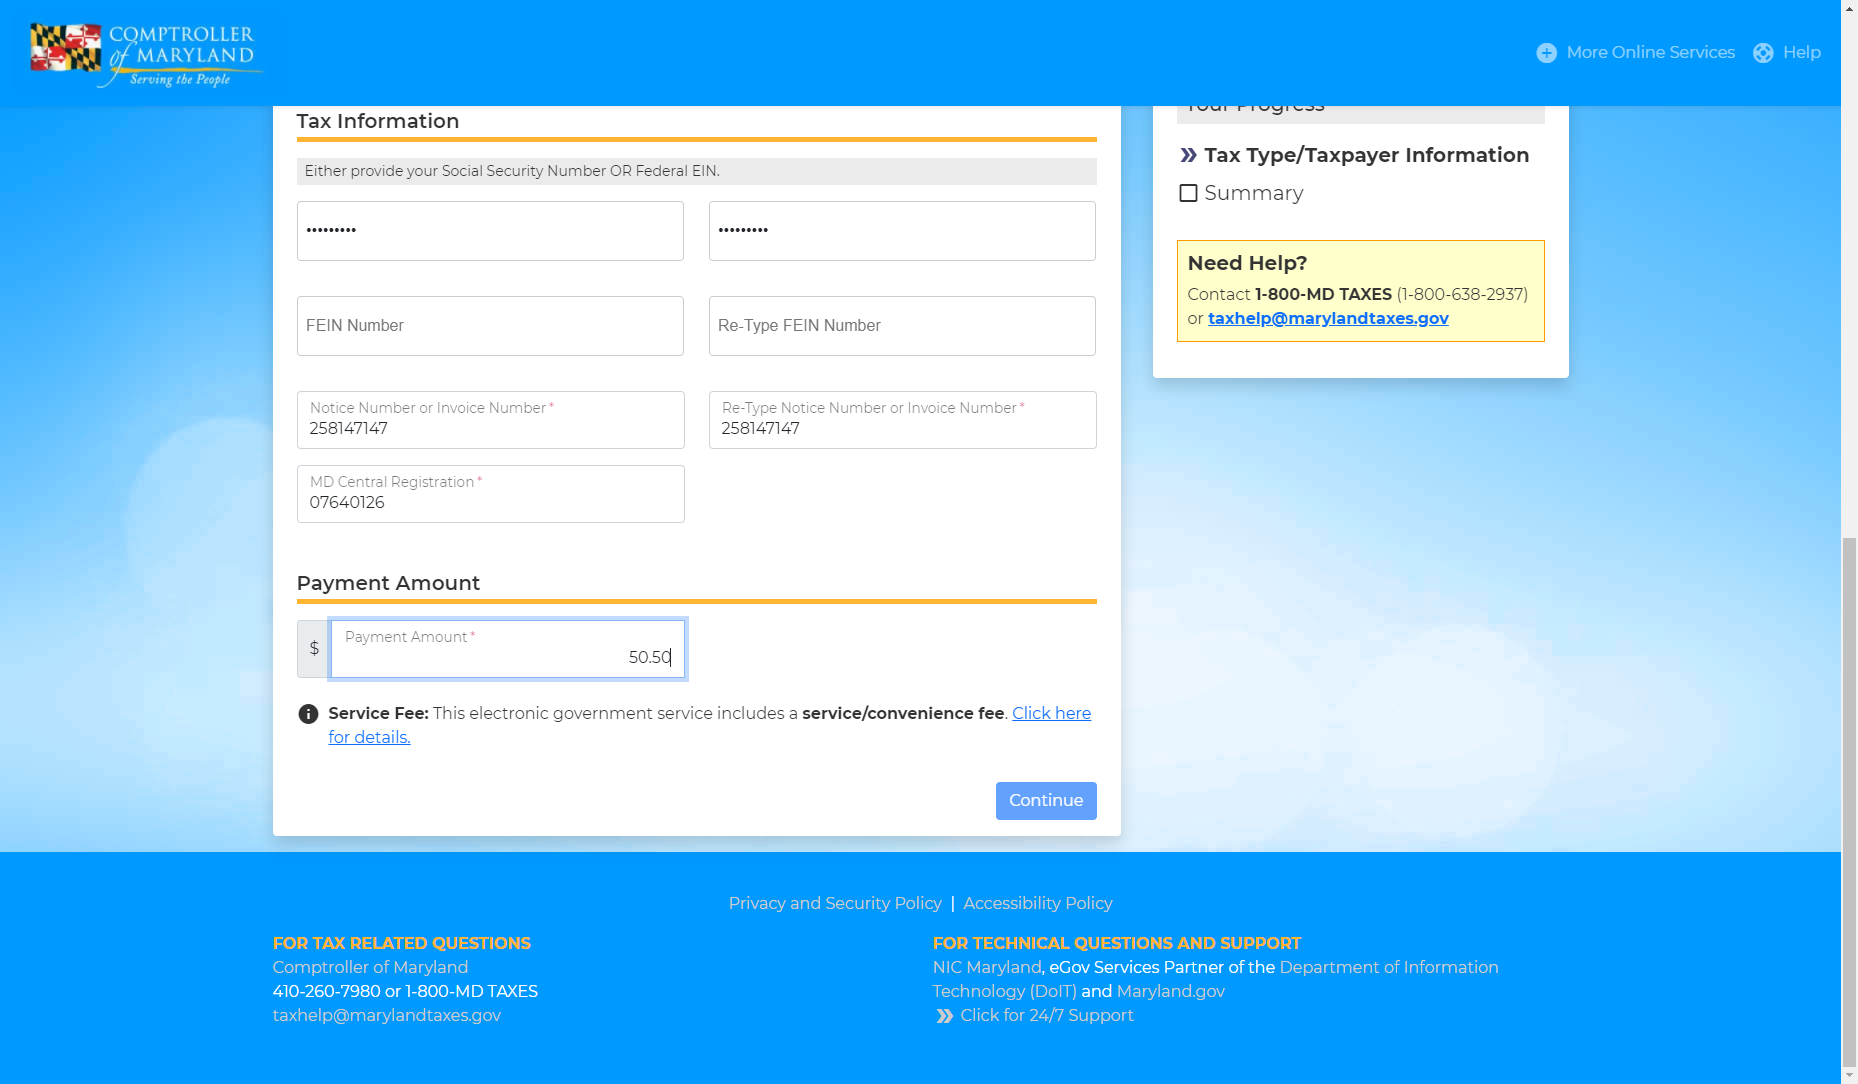 COMPTROLLER
of MARYLAND
Serving the People
More Online Services
Help
Tax Information
Either provide your Social Security Number OR Federal EIN.
•••••••••
•••••••••
FEIN Number
Re-Type FEIN Number
Notice Number or Invoice Number *
258147147
Re-Type Notice Number or Invoice Number *
258147147
MD Central Registration *
07640126
Payment Amount
$
Payment Amount *
50.50
Service Fee: This electronic government service includes a service/convenience fee. Click here
for details.
Continue
Your Progress
Tax Type/Taxpayer Information
Summary
Need Help?
Contact 1-800-MD TAXES (1-800-638-2937)
or taxhelp@marylandtaxes.gov
Privacy and Security Policy | Accessibility Policy
FOR TAX RELATED QUESTIONS
Comptroller of Maryland
410-260-7980 or 1-800-MD TAXES
taxhelp@marylandtaxes.gov
FOR TECHNICAL QUESTIONS AND SUPPORT
NIC Maryland, eGov Services Partner of the Department of Information
Technology (DoIT) and Maryland.gov
Click for 24/7 Support